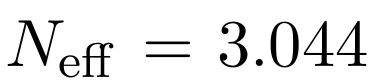 N_eff = 3.044